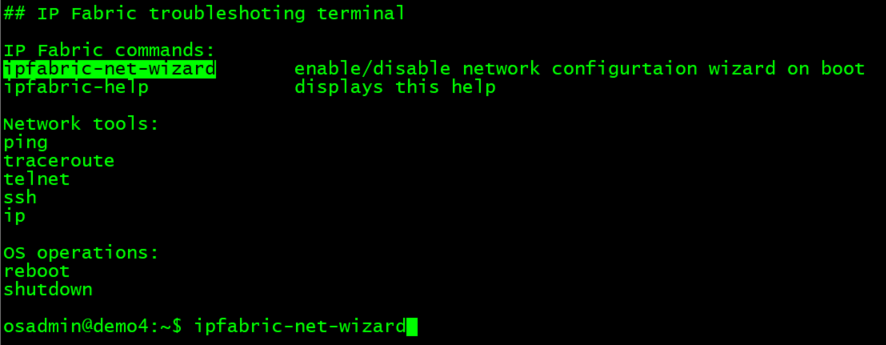 ## IP Fabric troubleshoting terminal
IP Fabric commands:
ipfabric-net-wizard enable/disable network configurtaion wizard on boot
ipfabric-help displays this help
Network tools:
ping
traceroute
telnet
ssh
ip
OS operations:
reboot
shutdown
osadmin@demo4:~$ ipfabric-net-wizard